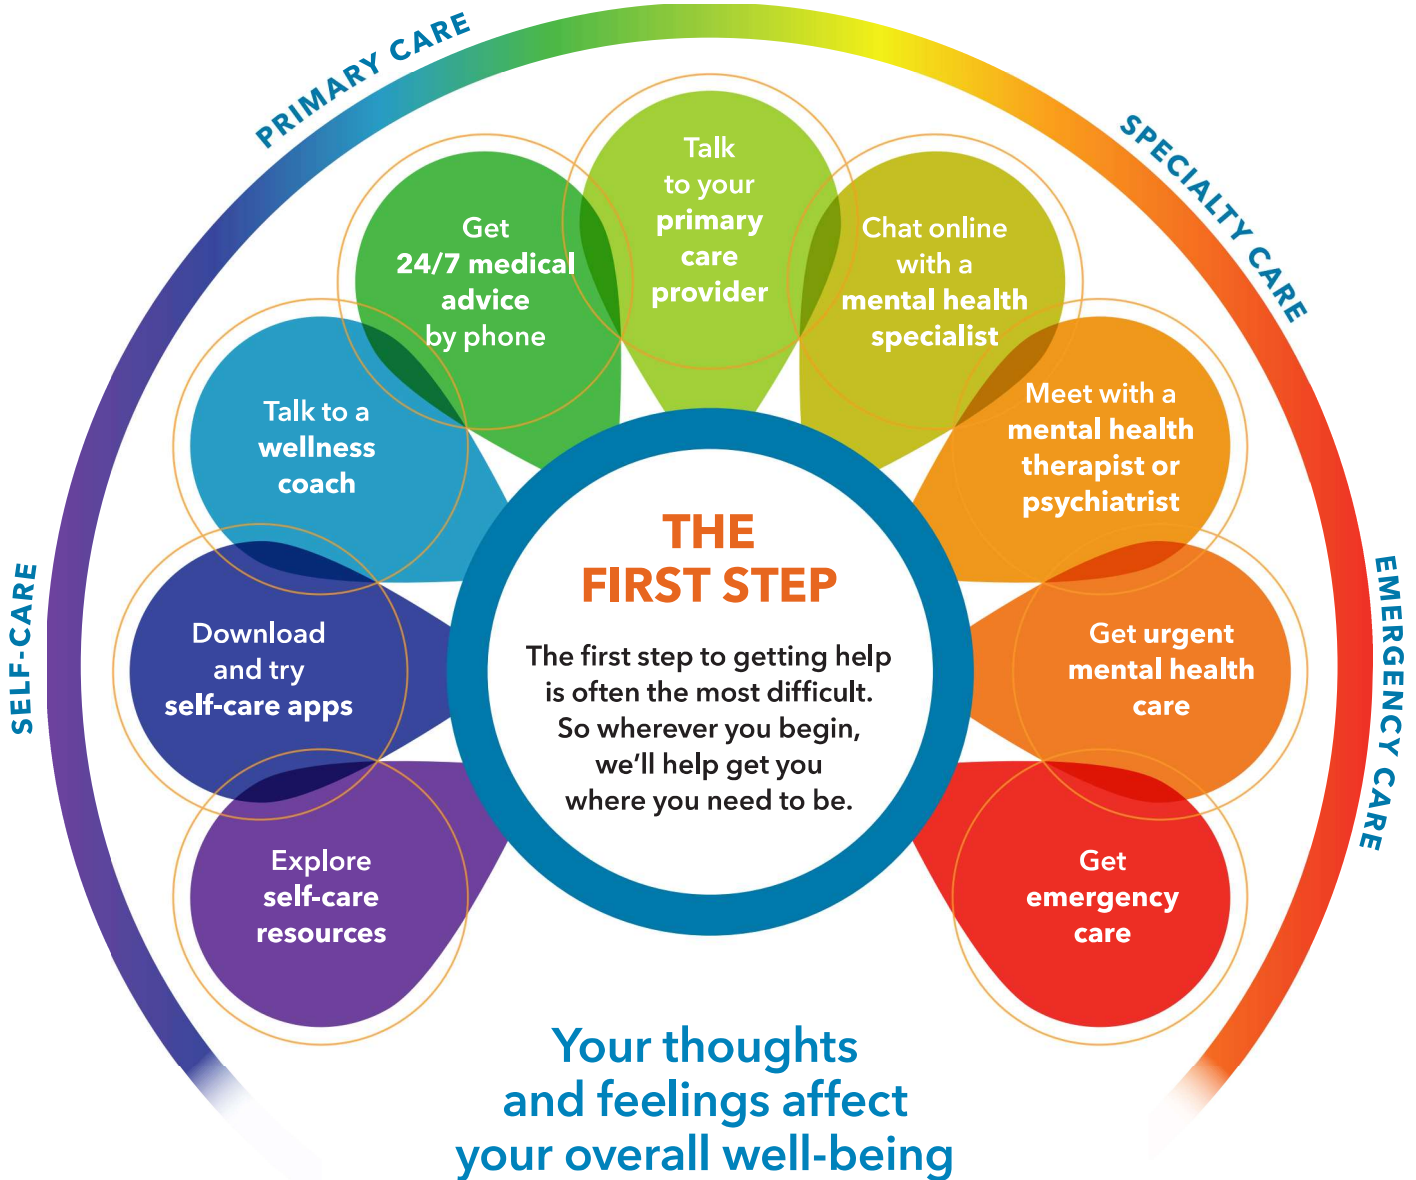 PRIMARY CARE
SPECIALTY CARE
SELF-CARE
EMERGENCY CARE
Explore
self-care
resources
Download
and try
self-care apps
Talk to a
wellness
coach
Get
24/7 medical
advice
by phone
Talk
to your
primary
care
provider
Chat online
with a
mental health
specialist
Meet with a
mental health
therapist or
psychiatrist
Get urgent
mental health
care
Get
emergency
care
THE
FIRST STEP
The first step to getting help
is often the most difficult.
So wherever you begin,
we’ll help get you
where you need to be.
Your thoughts
and feelings affect
your overall well-being